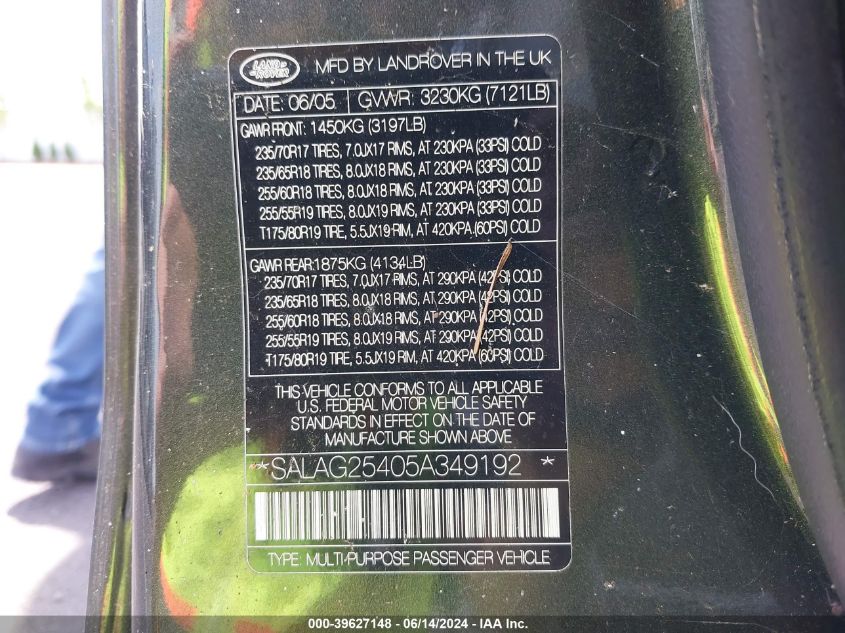 LAND ROVER
MFD BY LANDROVER IN THE UK
DATE: 06/05 GVWR: 3230KG (7121LB)
GAWR FRONT: 1450KG (3197LB)
235/70R17 TIRES, 7.0JX17 RIMS, AT 230KPA (33PSI) COLD
235/65R18 TIRES, 8.0JX18 RIMS, AT 230KPA (33PSI) COLD
255/60R18 TIRES, 8.0JX18 RIMS, AT 230KPA (33PSI) COLD
255/55R19 TIRES, 8.0JX19 RIMS, AT 230KPA (33PSI) COLD
T175/80R19 TIRE, 5.5JX19 RIM, AT 420KPA (60PSI) COLD
GAWR REAR: 1875KG (4134LB)
235/70R17 TIRES, 7.0JX17 RIMS, AT 290KPA (42PSI) COLD
235/65R18 TIRES, 8.0JX18 RIMS, AT 290KPA (42PSI) COLD
255/60R18 TIRES, 8.0JX18 RIMS, AT 290KPA (42PSI) COLD
255/55R19 TIRES, 8.0JX19 RIMS, AT 290KPA (42PSI) COLD
T175/80R19 TIRE, 5.5JX19 RIM, AT 420KPA (60PSI) COLD
THIS VEHICLE CONFORMS TO ALL APPLICABLE
U.S. FEDERAL MOTOR VEHICLE SAFETY
STANDARDS IN EFFECT ON THE DATE OF
MANUFACTURE SHOWN ABOVE
* SALAG25405A349192 *
TYPE: MULTI-PURPOSE PASSENGER VEHICLE
000-39627148 - 06/14/2024 - IAA Inc.